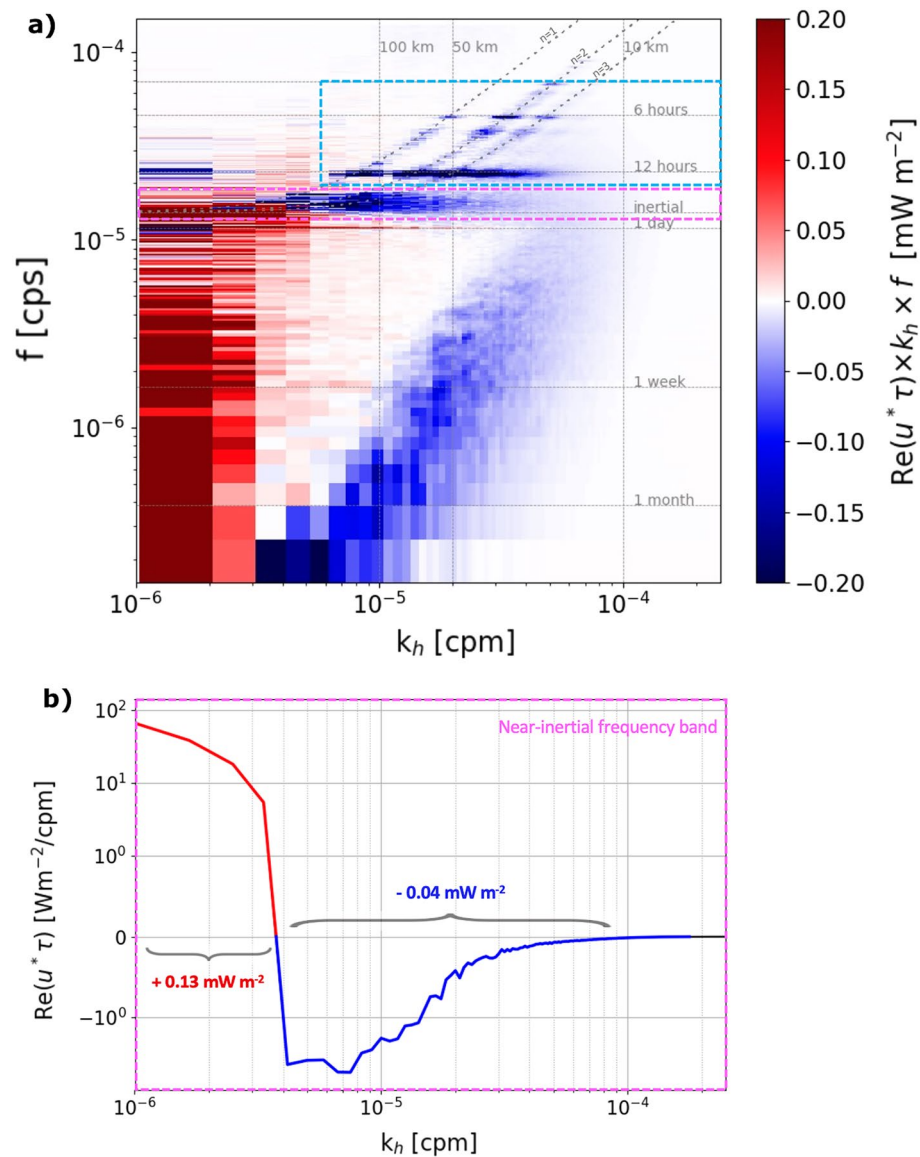 a)
10⁻⁴
10⁻⁵
10⁻⁶
f [cps]
100 km
50 km
10 km
n=1
n=2
n=3
6 hours
12 hours
inertial
1 day
1 week
1 month
10⁻⁶
10⁻⁵
10⁻⁴
kₕ [cpm]
0.20
0.15
0.10
0.05
0.00
−0.05
−0.10
−0.15
−0.20
Re(u* τ)×kₕ × f [mW m⁻²]
b)
Near-inertial frequency band
10²
10¹
10⁰
0
−10⁰
Re(u* τ) [Wm⁻²/cpm]
- 0.04 mW m⁻²
+ 0.13 mW m⁻²
10⁻⁶
10⁻⁵
10⁻⁴
kₕ [cpm]